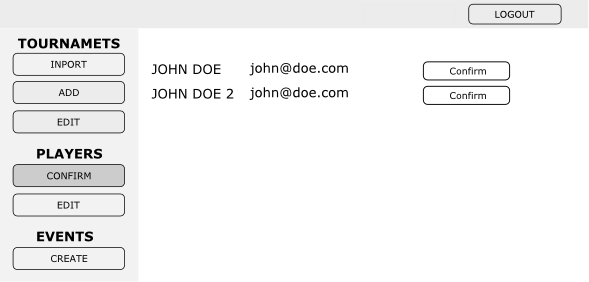 LOGOUT
TOURNAMETS
INPORT
ADD
EDIT
PLAYERS
CONFIRM
EDIT
EVENTS
CREATE
JOHN DOE john@doe.com Confirm
JOHN DOE 2 john@doe.com Confirm